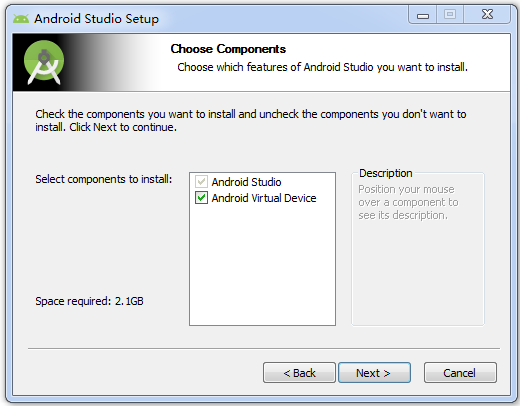 Android Studio Setup
Choose Components
Choose which features of Android Studio you want to install.
Check the components you want to install and uncheck the components you don't want to
install. Click Next to continue.
Select components to install:
Android Studio
Android Virtual Device
Description
Position your mouse
over a component to
see its description.
Space required: 2.1GB
< Back
Next >
Cancel